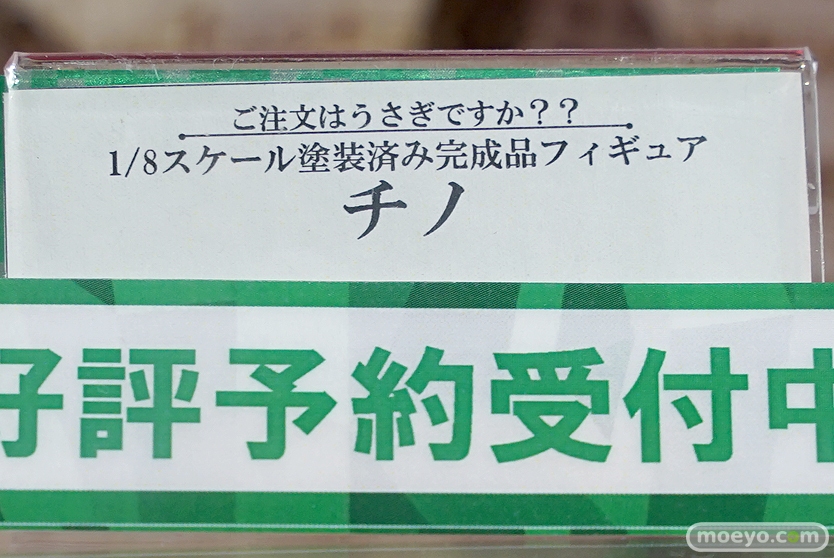 ご注文はうさぎですか？？
1/8スケール塗装済み完成品フィギュア
チノ
好評予約受付中
moeyo.com